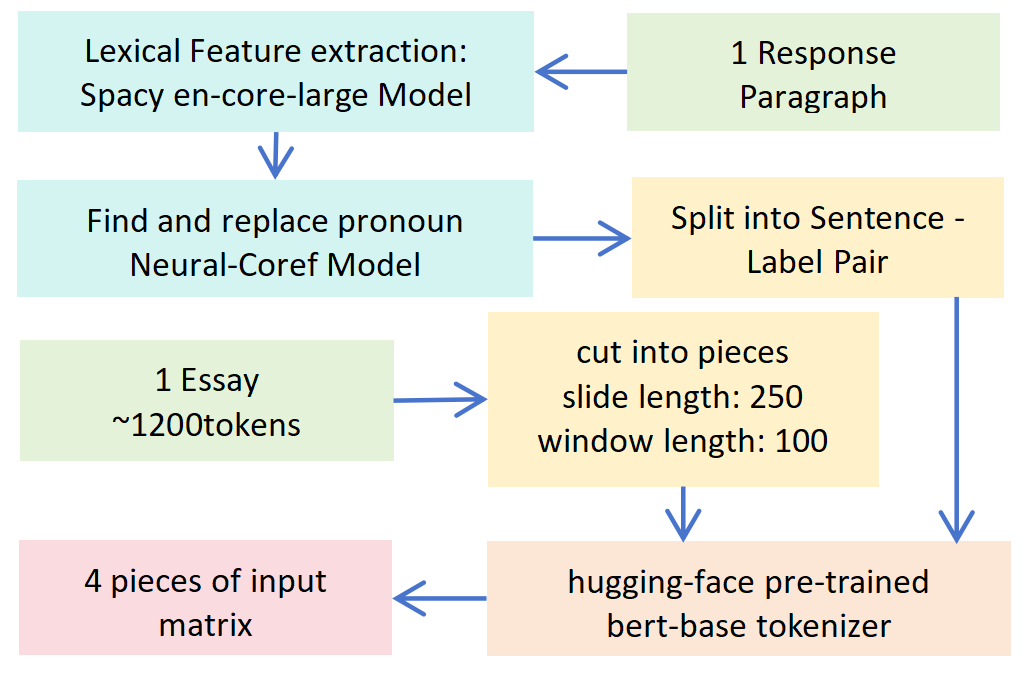 Lexical Feature extraction:
Spacy en-core-large Model
1 Response
Paragraph
Find and replace pronoun
Neural-Coref Model
Split into Sentence -
Label Pair
1 Essay
~1200tokens
cut into pieces
slide length: 250
window length: 100
4 pieces of input
matrix
hugging-face pre-trained
bert-base tokenizer